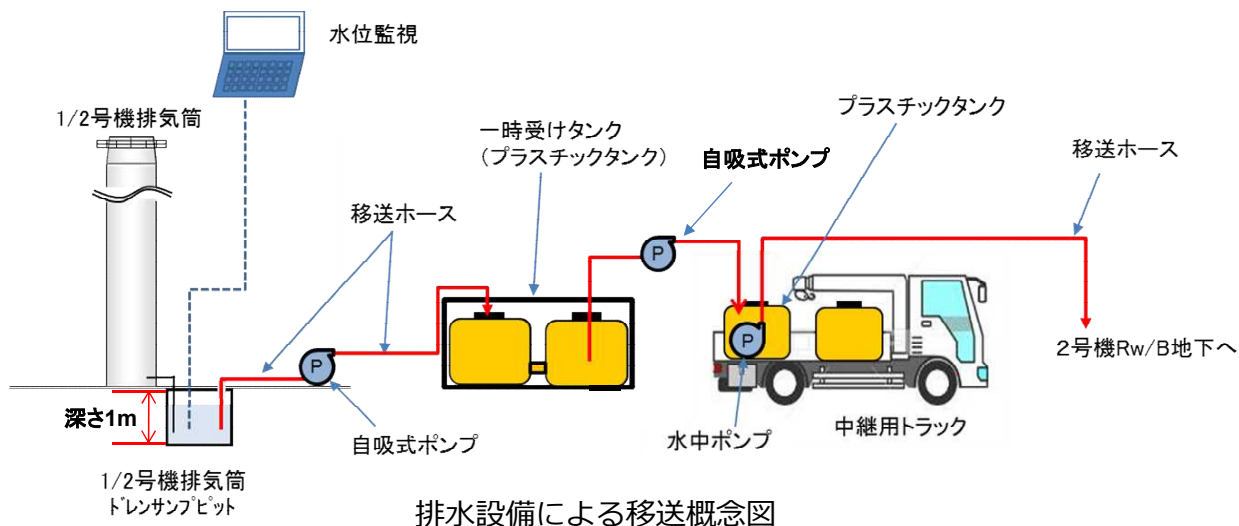 水位監視
1/2号機排気筒
プラスチックタンク
一時受けタンク
（プラスチックタンク）
自吸式ポンプ
移送ホース
移送ホース
P
P
P
2号機Rw/B地下へ
深さ1m
自吸式ポンプ
水中ポンプ
中継用トラック
1/2号機排気筒
ﾄﾞﾚﾝｻﾝﾌﾟﾋﾟｯﾄ
排水設備による移送概念図